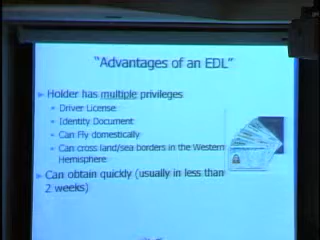 "Advantages of an EDL"
Holder has multiple privileges
Driver License
Identity Document
Can Fly domestically
Can cross land/sea borders in the Western
Hemisphere
Can obtain quickly (usually in less than
2 weeks)